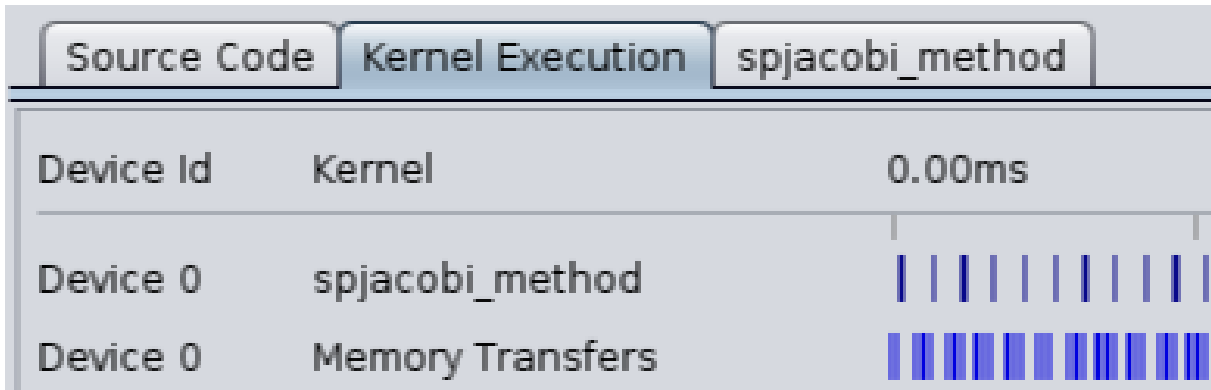 Source Code Kernel Execution spjacobi_method
Device Id Kernel 0.00ms
Device 0 spjacobi_method
Device 0 Memory Transfers